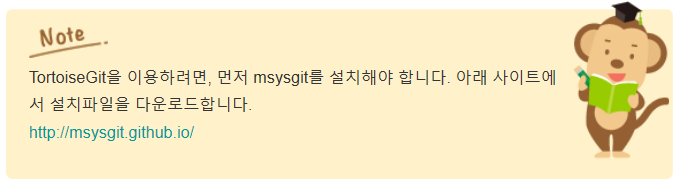 Note
TortoiseGit을 이용하려면, 먼저 msysgit를 설치해야 합니다. 아래 사이트에
서 설치파일을 다운로드합니다.
http://msysgit.github.io/